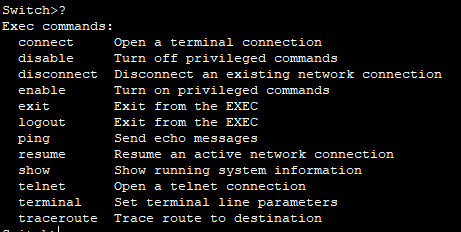 Switch>?
Exec commands:
  connect     Open a terminal connection
  disable     Turn off privileged commands
  disconnect  Disconnect an existing network connection
  enable      Turn on privileged commands
  exit        Exit from the EXEC
  logout      Exit from the EXEC
  ping        Send echo messages
  resume      Resume an active network connection
  show        Show running system information
  telnet      Open a telnet connection
  terminal    Set terminal line parameters
  traceroute  Trace route to destination
Switch>